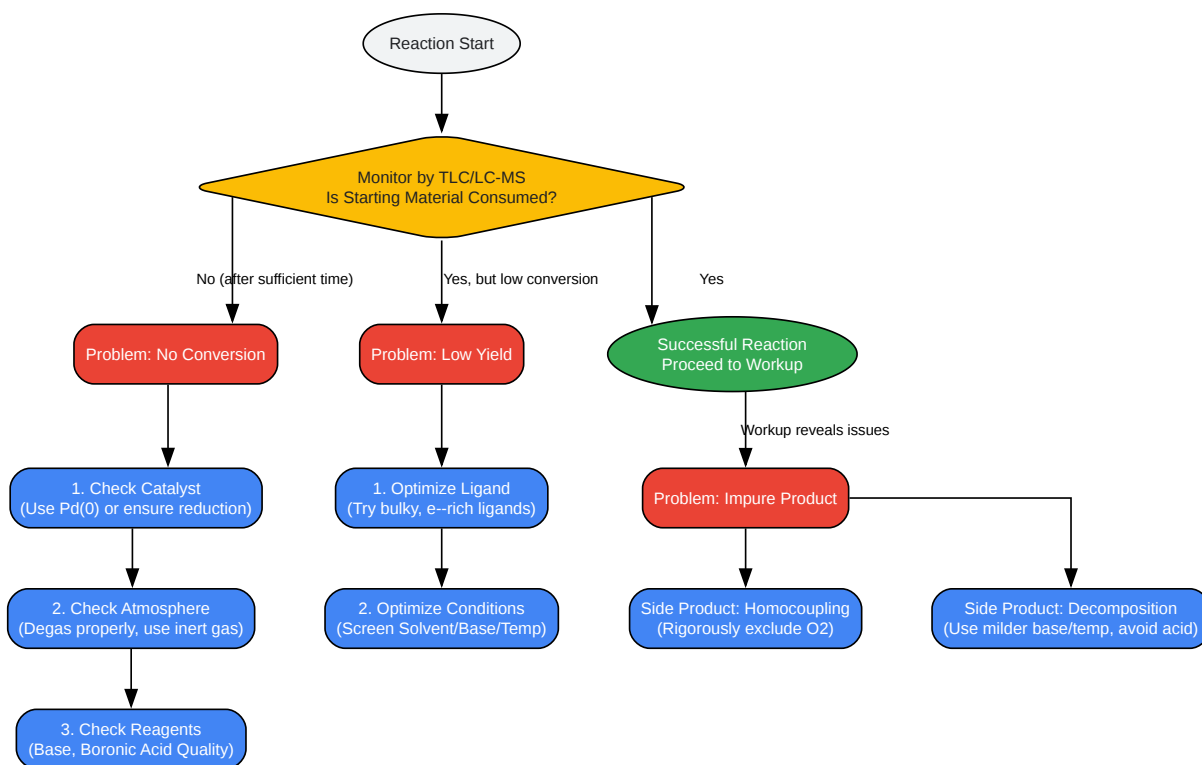 Reaction Start
Monitor by TLC/LC-MS
Is Starting Material Consumed?
No (after sufficient time)
Yes, but low conversion
Yes
Problem: No Conversion
Problem: Low Yield
Successful Reaction
Proceed to Workup
Workup reveals issues
1. Check Catalyst
(Use Pd(0) or ensure reduction)
1. Optimize Ligand
(Try bulky, e--rich ligands)
Problem: Impure Product
2. Check Atmosphere
(Degas properly, use inert gas)
2. Optimize Conditions
(Screen Solvent/Base/Temp)
Side Product: Homocoupling
(Rigorously exclude O2)
Side Product: Decomposition
(Use milder base/temp, avoid acid)
3. Check Reagents
(Base, Boronic Acid Quality)